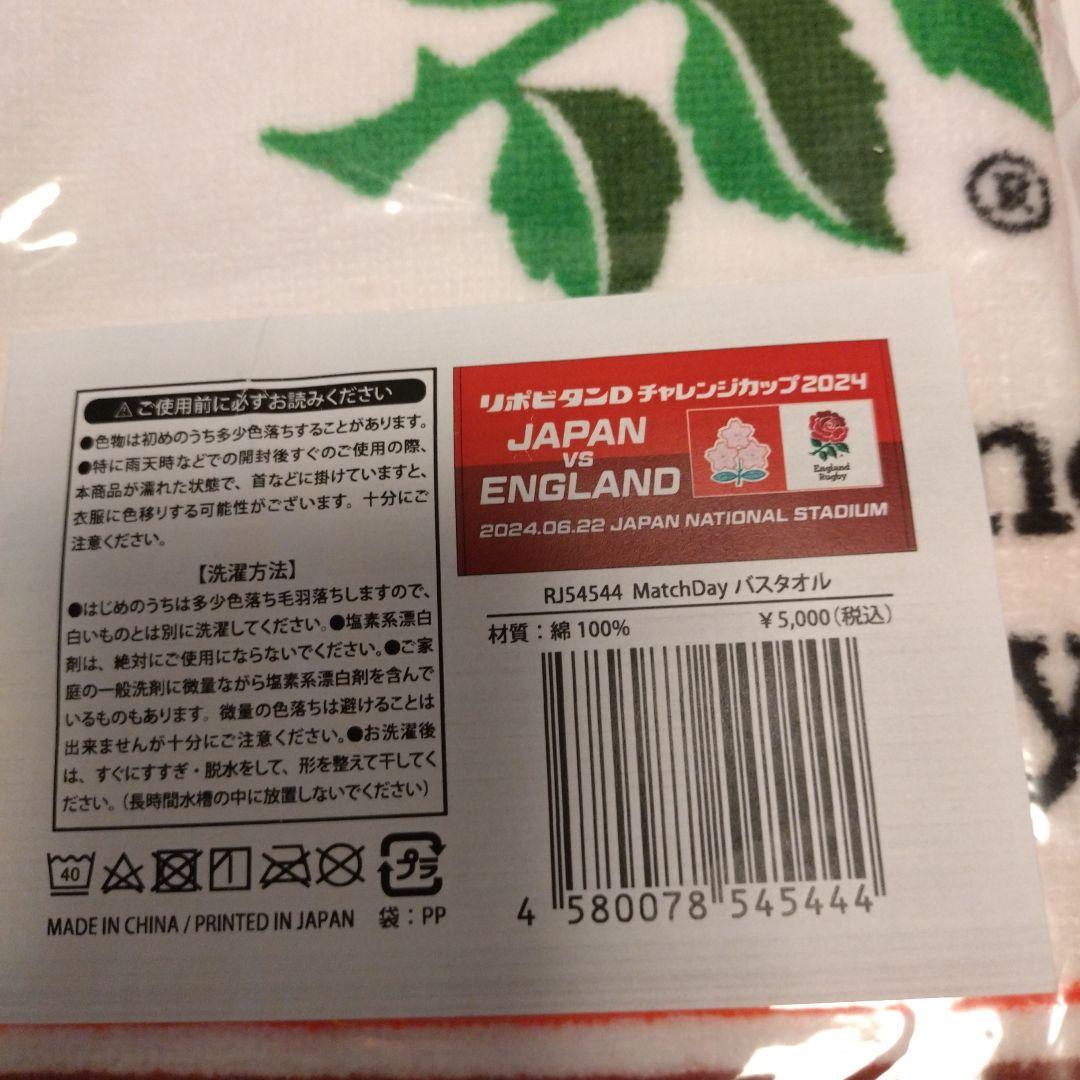 ®
⚠ ご使用前に必ずお読みください
●色物は初めのうち多少色落ちすることがあります。
●特に雨天時などでの開封後すぐのご使用の際、
本商品が濡れた状態で、首などに掛けていますと、
衣服に色移りする可能性がございます。十分にご
注意ください。
【洗濯方法】
●はじめのうちは多少色落ち毛羽落ちしますので、
白いものとは別に洗濯してください。●塩素系漂白
剤は、絶対にご使用にならないでください。●ご家
庭の一般洗剤に微量ながら塩素系漂白剤を含んで
いるものもあります。微量の色落ちは避けることは
出来ませんが十分にご注意ください。●お洗濯後
は、すぐにすすぎ・脱水をして、形を整えて干してく
ださい。(長時間水槽の中に放置しないでください)
40
プラ
MADE IN CHINA / PRINTED IN JAPAN 袋：PP
リポビタンD チャレンジカップ2024
JAPAN
VS
ENGLAND
England
Rugby
2024.06.22 JAPAN NATIONAL STADIUM
RJ54544 MatchDay バスタオル
材質：綿100% ￥5,000(税込)
4 580078 545444
y